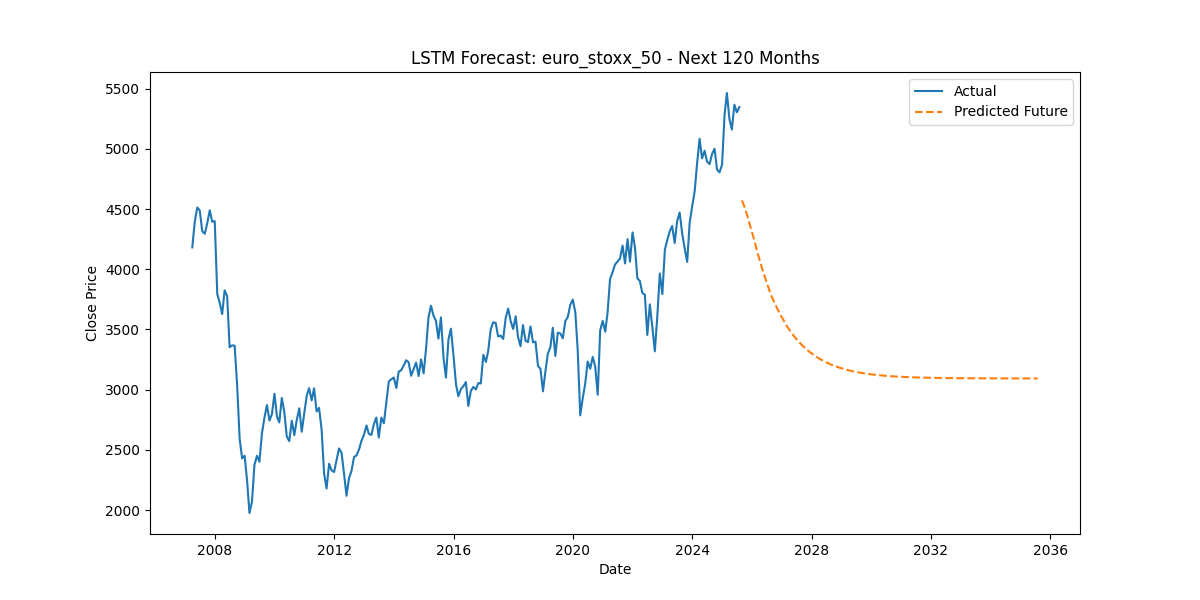 LSTM Forecast: euro_stoxx_50 - Next 120 Months
Actual
Predicted Future
Close Price
5500
5000
4500
4000
3500
3000
2500
2000
2008 2012 2016 2020 2024 2028 2032 2036
Date